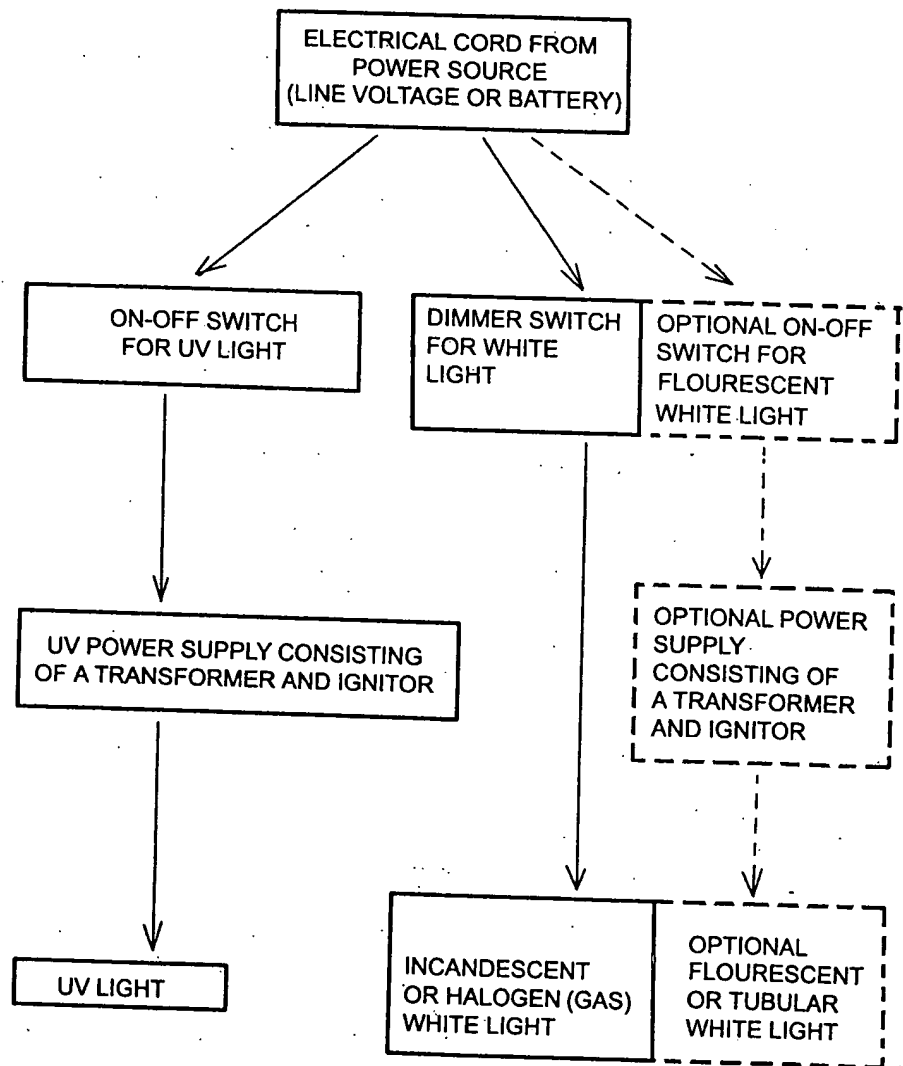 ELECTRICAL CORD FROM
POWER SOURCE
(LINE VOLTAGE OR BATTERY)
ON-OFF SWITCH
FOR UV LIGHT
DIMMER SWITCH
FOR WHITE
LIGHT
OPTIONAL ON-OFF
SWITCH FOR
FLOURESCENT
WHITE LIGHT
UV POWER SUPPLY CONSISTING
OF A TRANSFORMER AND IGNITOR
OPTIONAL POWER
SUPPLY
CONSISTING OF
A TRANSFORMER
AND IGNITOR
UV LIGHT
INCANDESCENT
OR HALOGEN (GAS)
WHITE LIGHT
OPTIONAL
FLOURESCENT
OR TUBULAR
WHITE LIGHT